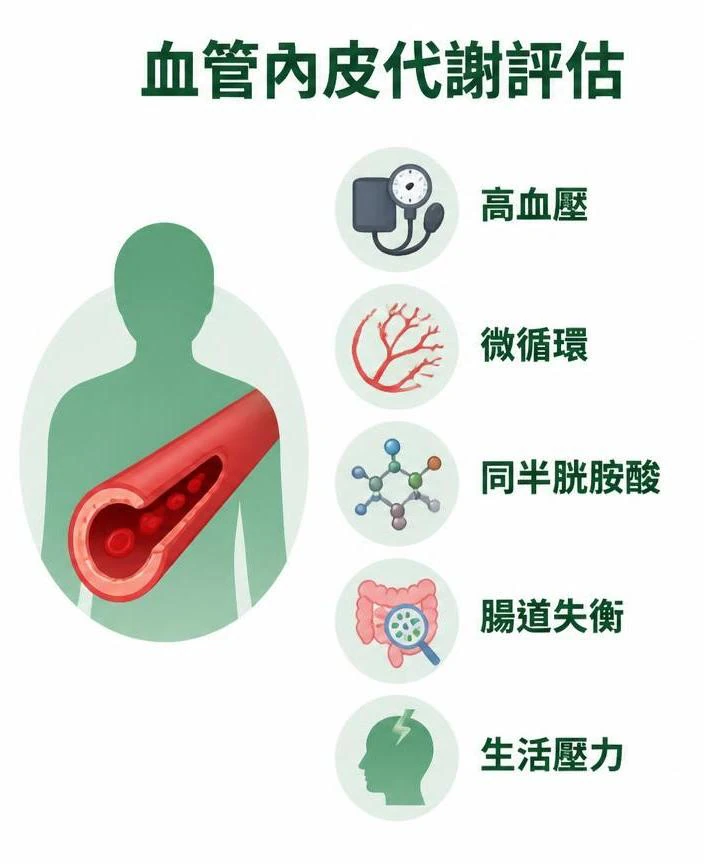 血管內皮代謝評估
高血壓
微循環
同半胱胺酸
腸道失衡
生活壓力